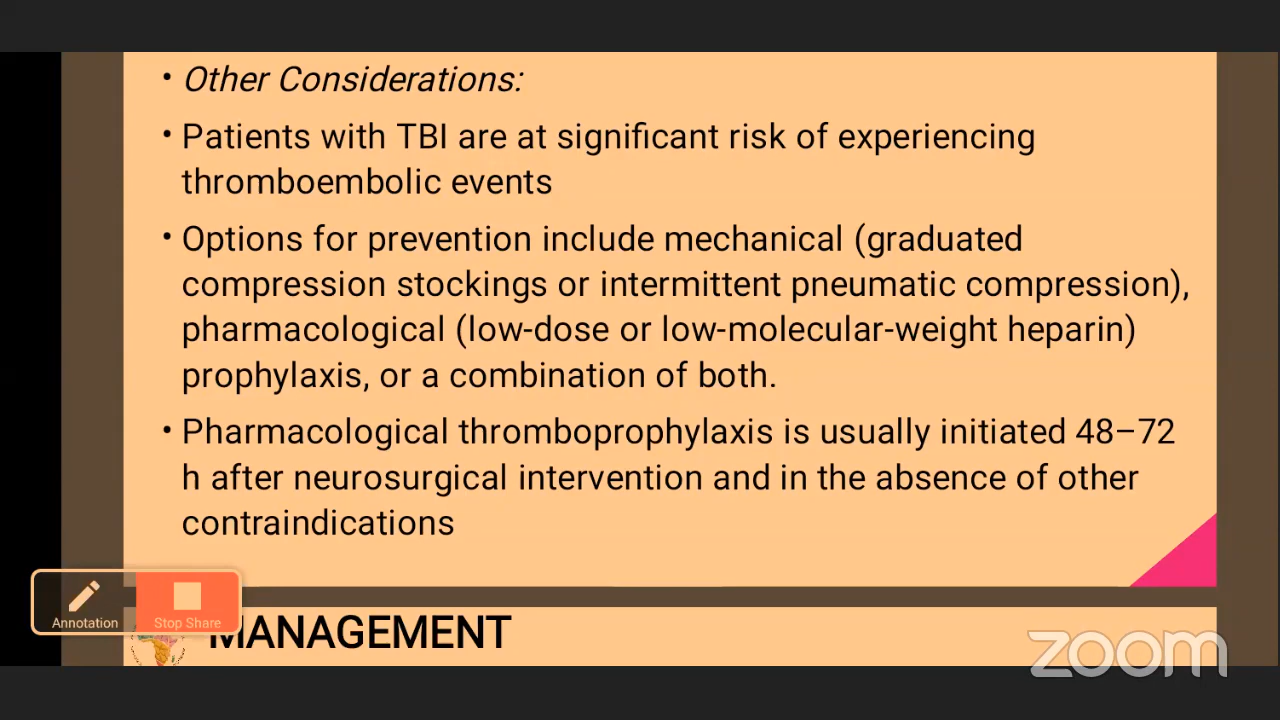 • Other Considerations:
• Patients with TBI are at significant risk of experiencing
thromboembolic events
• Options for prevention include mechanical (graduated
compression stockings or intermittent pneumatic compression),
pharmacological (low-dose or low-molecular-weight heparin)
prophylaxis, or a combination of both.
• Pharmacological thromboprophylaxis is usually initiated 48–72
h after neurosurgical intervention and in the absence of other
contraindications
Annotation
Stop Share
MANAGEMENT
zoom